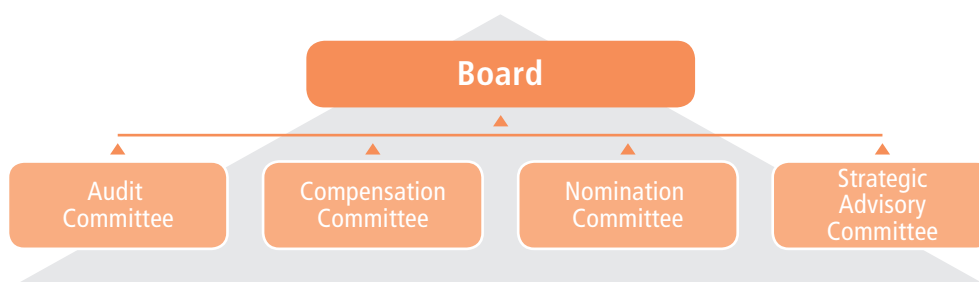 Board
Audit
Committee
Compensation
Committee
Nomination
Committee
Strategic
Advisory
Committee